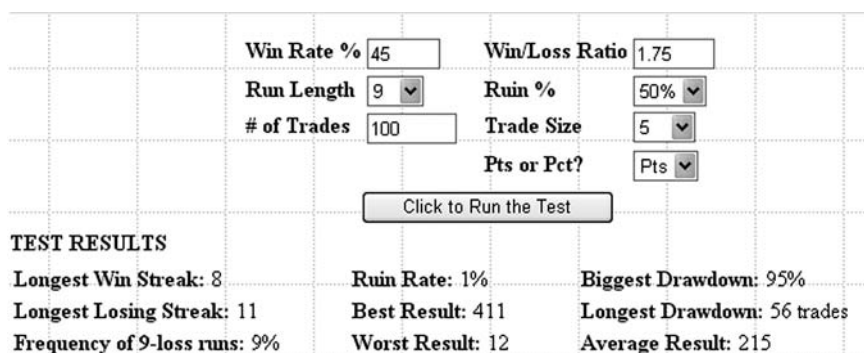 Win Rate % 45 Win/Loss Ratio 1.75
Run Length 9 Ruin % 50%
# of Trades 100 Trade Size 5
Pts or Pct? Pts
Click to Run the Test
TEST RESULTS
Longest Win Streak: 8 Ruin Rate: 1% Biggest Drawdown: 95%
Longest Losing Streak: 11 Best Result: 411 Longest Drawdown: 56 trades
Frequency of 9-loss runs: 9% Worst Result: 12 Average Result: 215